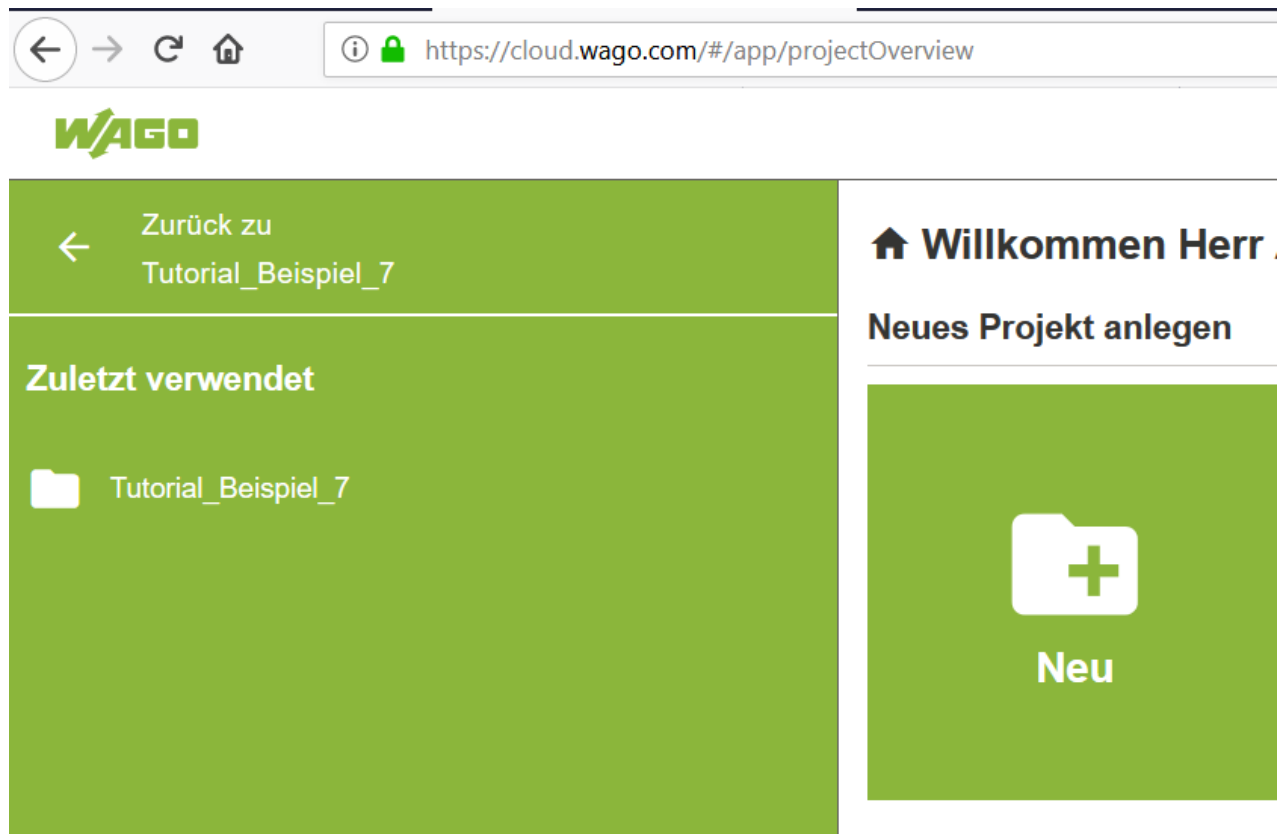 https://cloud.wago.com/#/app/projectOverview
WAGO
Zurück zu
Tutorial_Beispiel_7
Zuletzt verwendet
Tutorial_Beispiel_7
Willkommen Herr
Neues Projekt anlegen
Neu